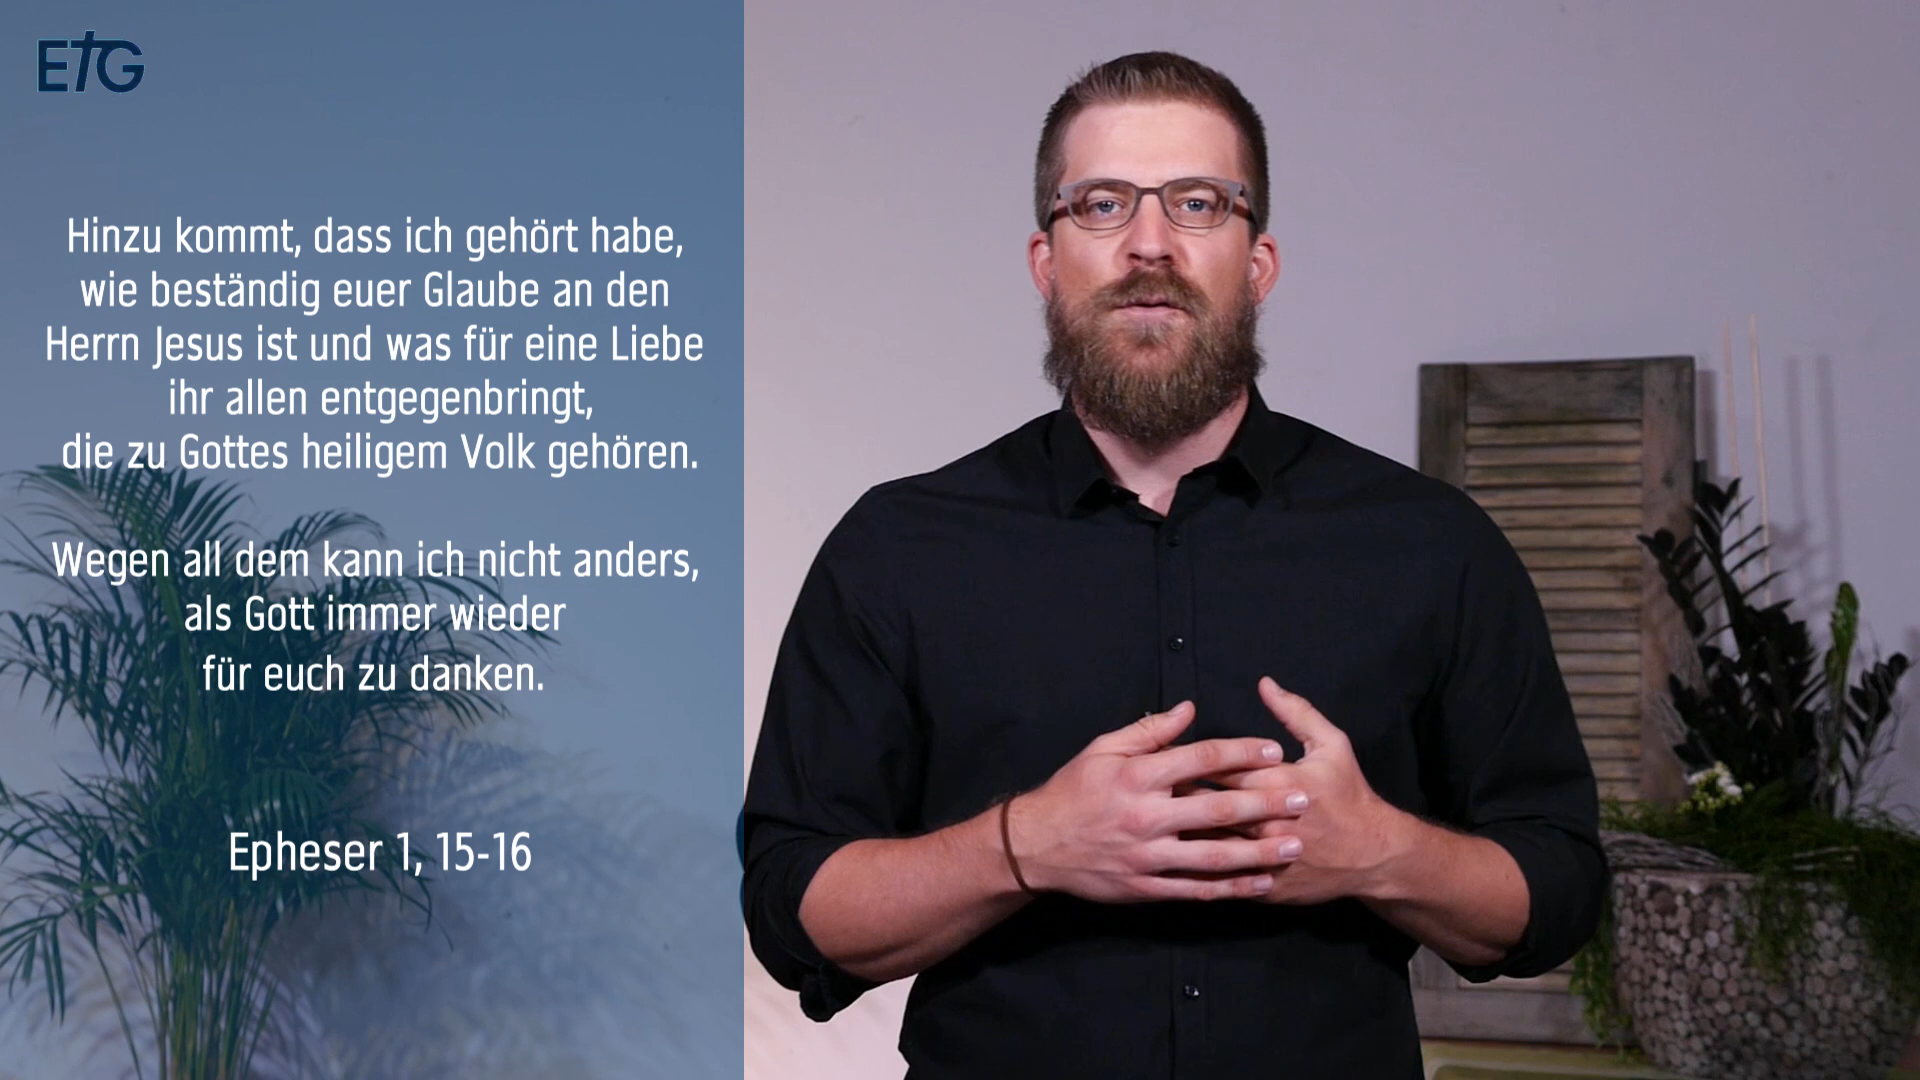 ETG
Hinzu kommt, dass ich gehört habe,
wie beständig euer Glaube an den
Herrn Jesus ist und was für eine Liebe
ihr allen entgegenbringt,
die zu Gottes heiligem Volk gehören.
Wegen all dem kann ich nicht anders,
als Gott immer wieder
für euch zu danken.
Epheser 1, 15-16